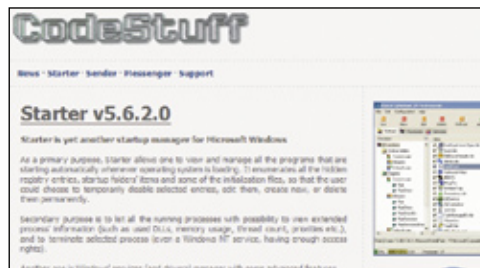 CodeStuff
News · Starter · Sender · Messenger · Support
Starter v5.6.2.0
Starter is yet another startup manager for Microsoft Windows
As a primary purpose, Starter allows one to view and manage all the programs that are
starting automatically whenever operating system is loading. It enumerates all the hidden
registry entries, startup folders' items and some of the initialization files, so that the user
could choose to temporarily disable selected entries, edit them, create new, or delete
them permanently.
Secondary purpose is to list all the running processes with possibility to view extended
process' information (such as used DLLs, memory usage, thread count, priorities etc.),
and to terminate selected process (even a Windows NT service, having enough access
rights).